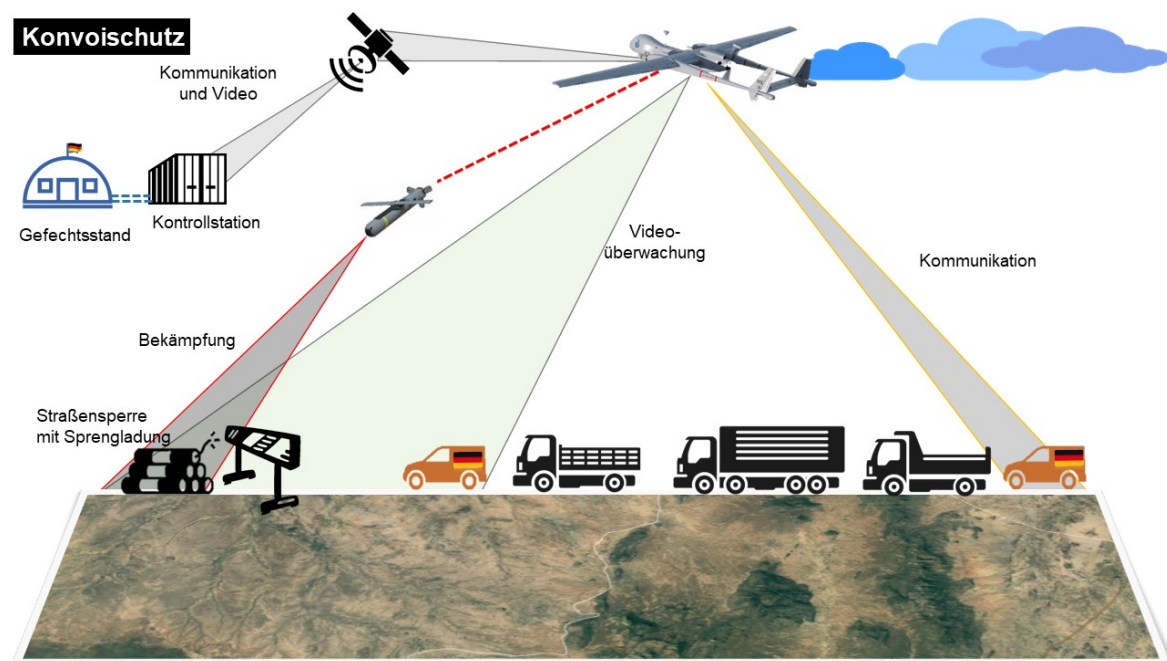 Konvoischutz
Kommunikation
und Video
Gefechtsstand
Kontrollstation
Video-
überwachung
Kommunikation
Bekämpfung
Straßensperre
mit Sprengladung